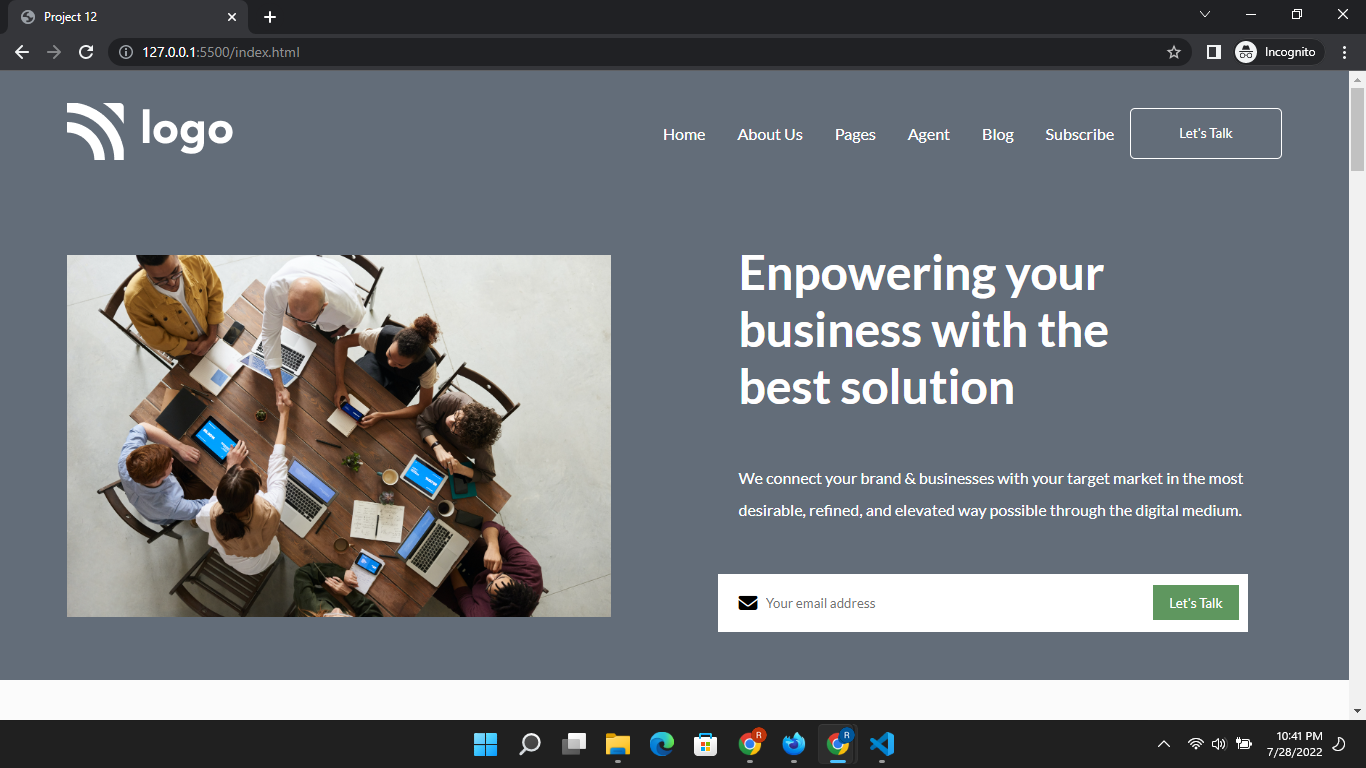 Project 12
127.0.0.1:5500/index.html
Incognito
logo
Home About Us Pages Agent Blog Subscribe Let's Talk
Enpowering your
business with the
best solution
We connect your brand & businesses with your target market in the most
desirable, refined, and elevated way possible through the digital medium.
Your email address Let's Talk
R R
10:41 PM
7/28/2022